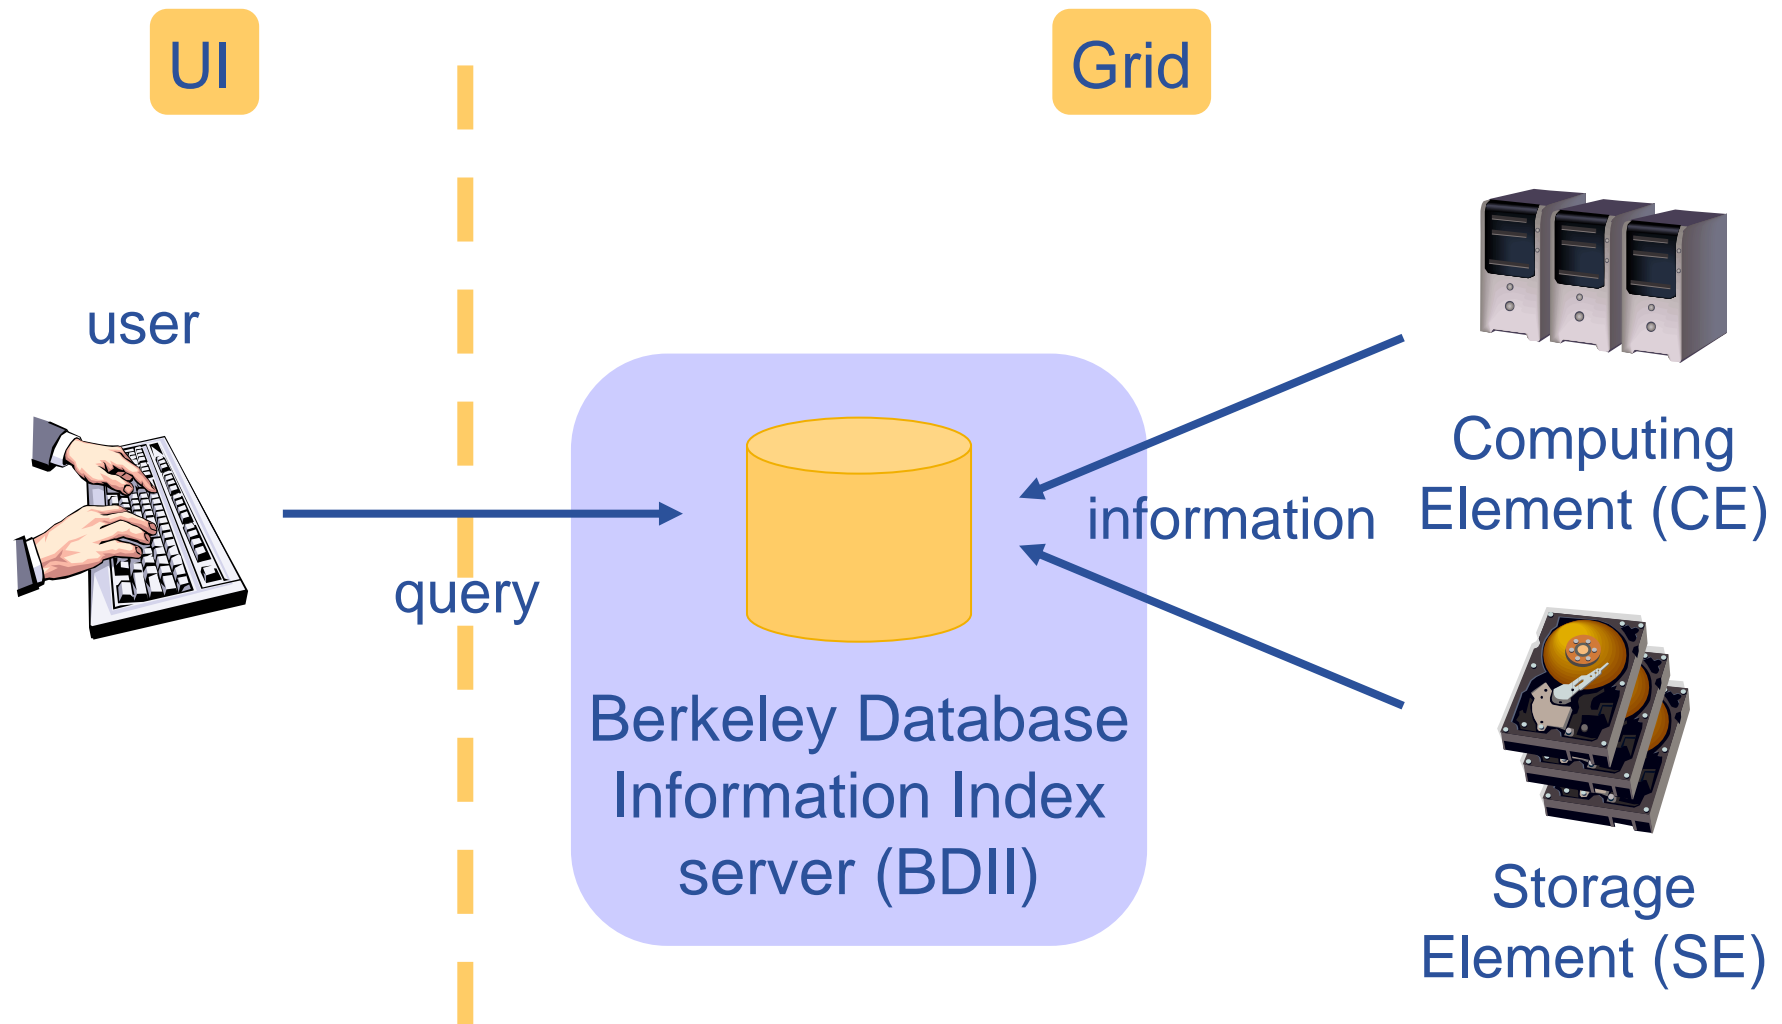 UI
Grid
user
query
Berkeley Database
Information Index
server (BDII)
information
Computing
Element (CE)
Storage
Element (SE)